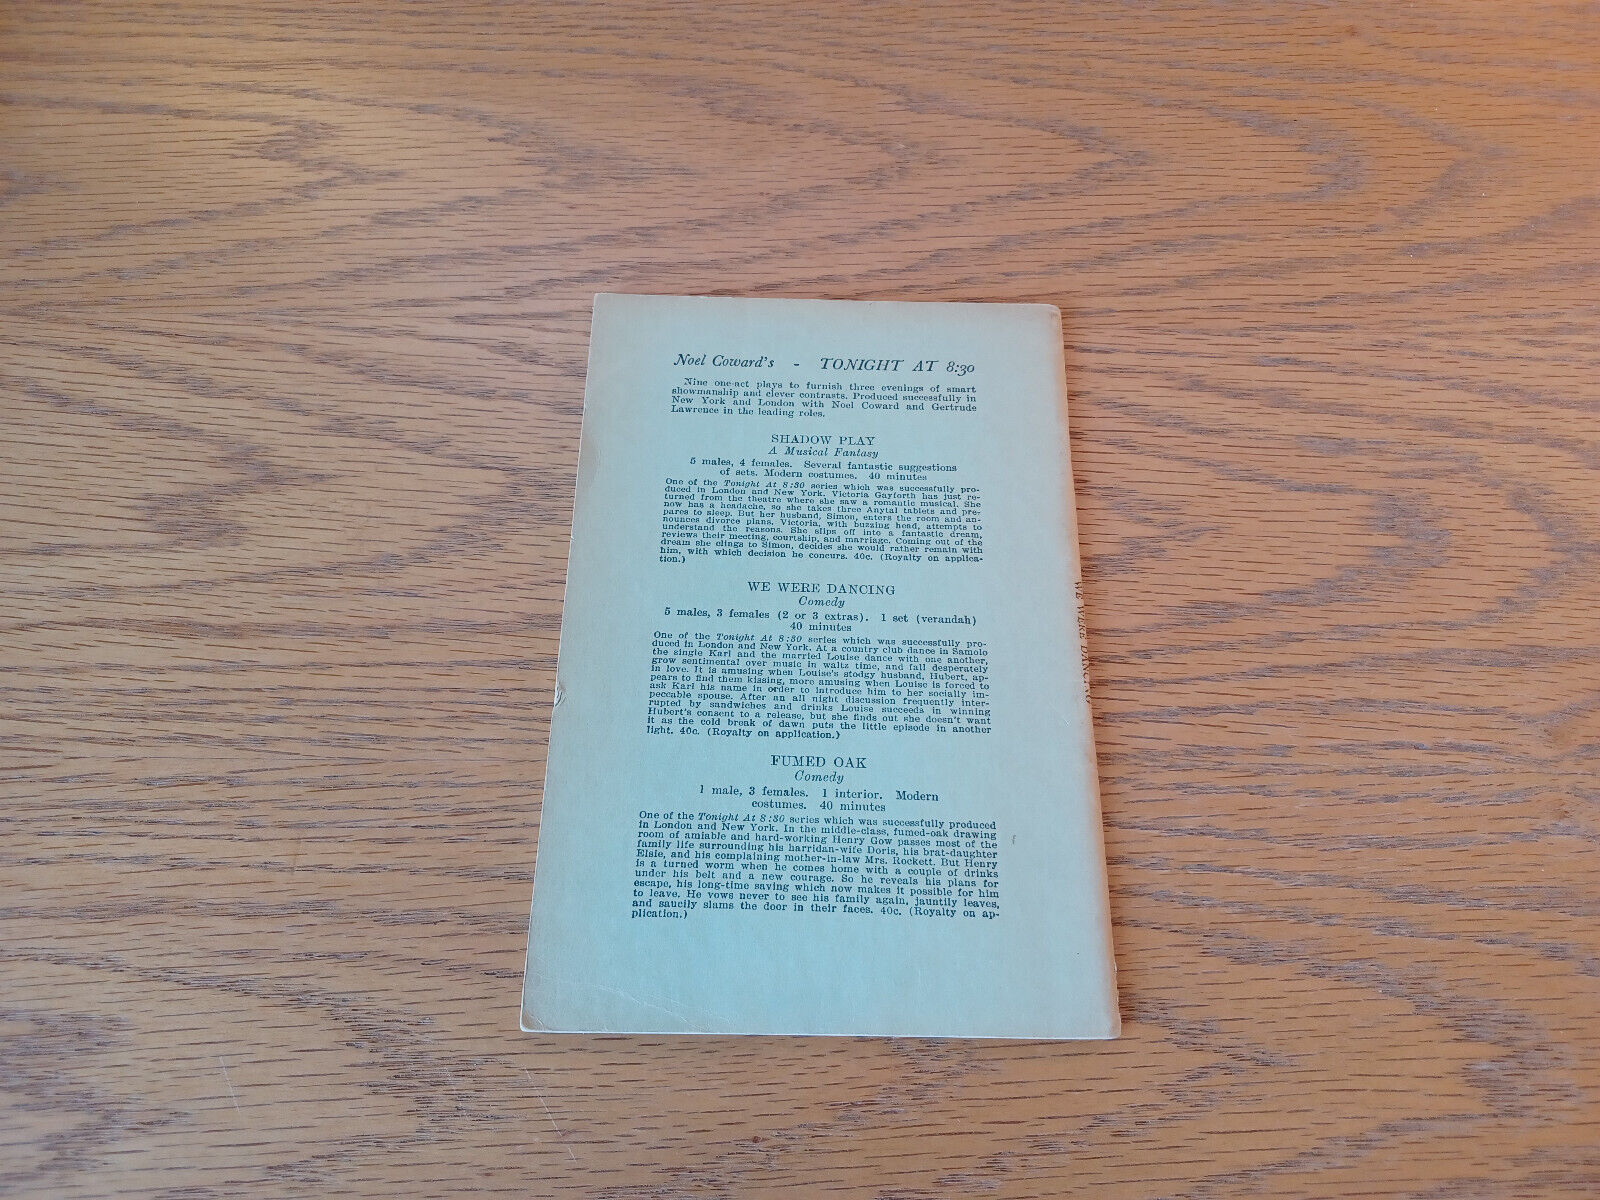 Noel Coward's - TONIGHT AT 8:30
Nine one-act plays to furnish three evenings of smart
showmanship and clever contrasts. Produced successfully in
New York and London with Noel Coward and Gertrude
Lawrence in the leading roles.
SHADOW PLAY
A Musical Fantasy
5 males, 4 females. Several fantastic suggestions
of sets. Modern costumes. 40 minutes
One of the Tonight At 8:30 series which was successfully pro-
duced in London and New York. Victoria Gayforth has just re-
turned from the theatre where she saw a romantic musical. She
now has a headache, so she takes three Anytal tablets and pre-
pares to sleep. But her husband, Simon, enters the room and an-
nounces divorce plans. Victoria, with buzzing head, attempts to
understand the reasons. She slips off into a fantastic dream,
reviews their meeting, courtship, and marriage. Coming out of the
dream she clings to Simon, decides she would rather remain with
him, with which decision he concurs. 40c. (Royalty on applica-
tion.)
WE WERE DANCING
Comedy
5 males, 3 females (2 or 3 extras). 1 set (verandah)
40 minutes
One of the Tonight At 8:30 series which was successfully pro-
duced in London and New York. At a country club dance in Samolo
the single Karl and the married Louise dance with one another,
grow sentimental over music in waltz time, and fall desperately
in love. It is amusing when Louise's stodgy husband, Hubert, ap-
pears to find them kissing, more amusing when Louise is forced to
ask Karl his name in order to introduce him to her socially im-
peccable spouse. After an all night discussion frequently inter-
rupted by sandwiches and drinks Louise succeeds in winning
Hubert's consent to a release, but she finds out she doesn't want
it as the cold break of dawn puts the little episode in another
light. 40c. (Royalty on application.)
FUMED OAK
Comedy
1 male, 3 females. 1 interior. Modern
costumes. 40 minutes
One of the Tonight At 8:30 series which was successfully produced
in London and New York. In the middle-class, fumed-oak drawing
room of amiable and hard-working Henry Gow passes most of the
family life surrounding his harridan-wife Doris, his brat-daughter
Elsie, and his complaining mother-in-law Mrs. Rockett. But Henry
is a turned worm when he comes home with a couple of drinks
under his belt and a new courage. So he reveals his plans for
escape, his long-time saving which now makes it possible for him
to leave. He vows never to see his family again, jauntily leaves,
and saucily slams the door in their faces. 40c. (Royalty on ap-
plication.)
WE WERE DANCING